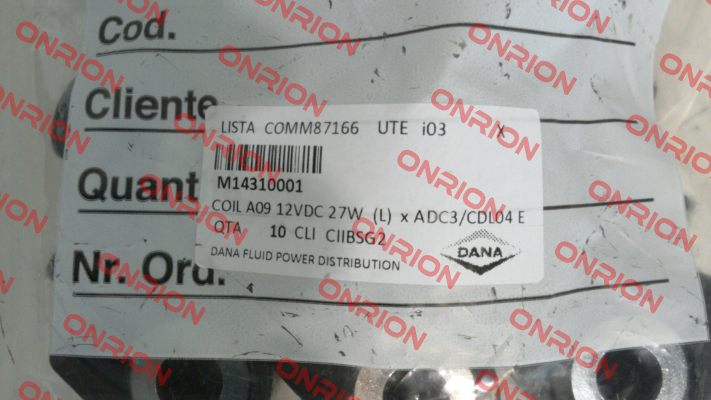 Cod.
Cliente
LISTA COMM87166 UTE i03 X
M14310001
Quant
COIL A09 12VDC 27W (L) x ADC3/CDL04 E
QTA 10 CLI CIIBSG2
DANA
DANA FLUID POWER DISTRIBUTION
Nr. Ord.
ONRION